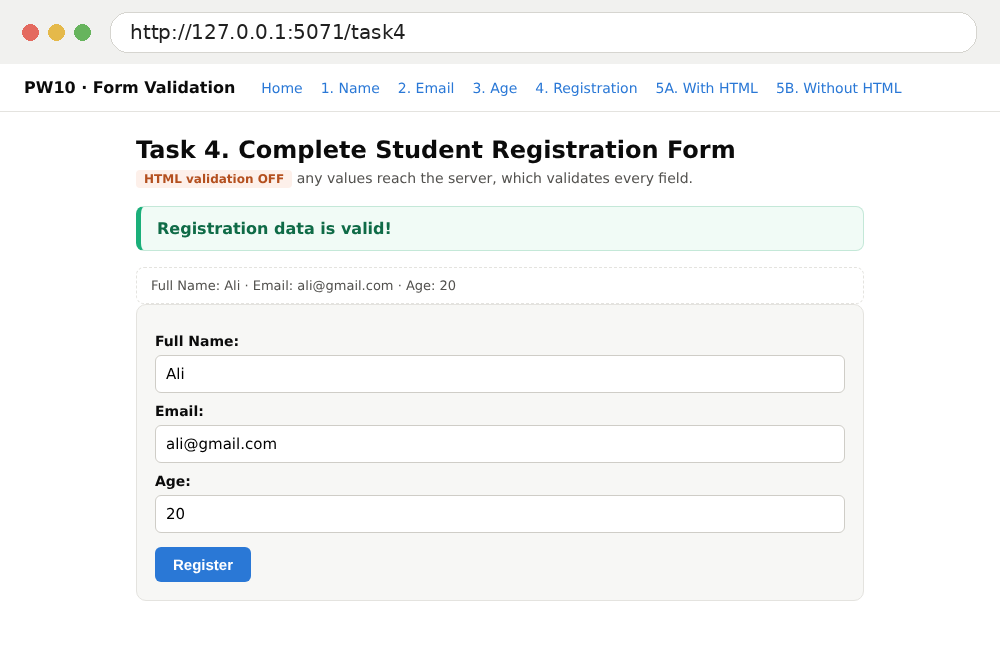 http://127.0.0.1:5071/task4
PW10 · Form Validation Home 1. Name 2. Email 3. Age 4. Registration 5A. With HTML 5B. Without HTML
Task 4. Complete Student Registration Form
HTML validation OFF any values reach the server, which validates every field.
Registration data is valid!
Full Name: Ali · Email: ali@gmail.com · Age: 20
Full Name:
Ali
Email:
ali@gmail.com
Age:
20
Register